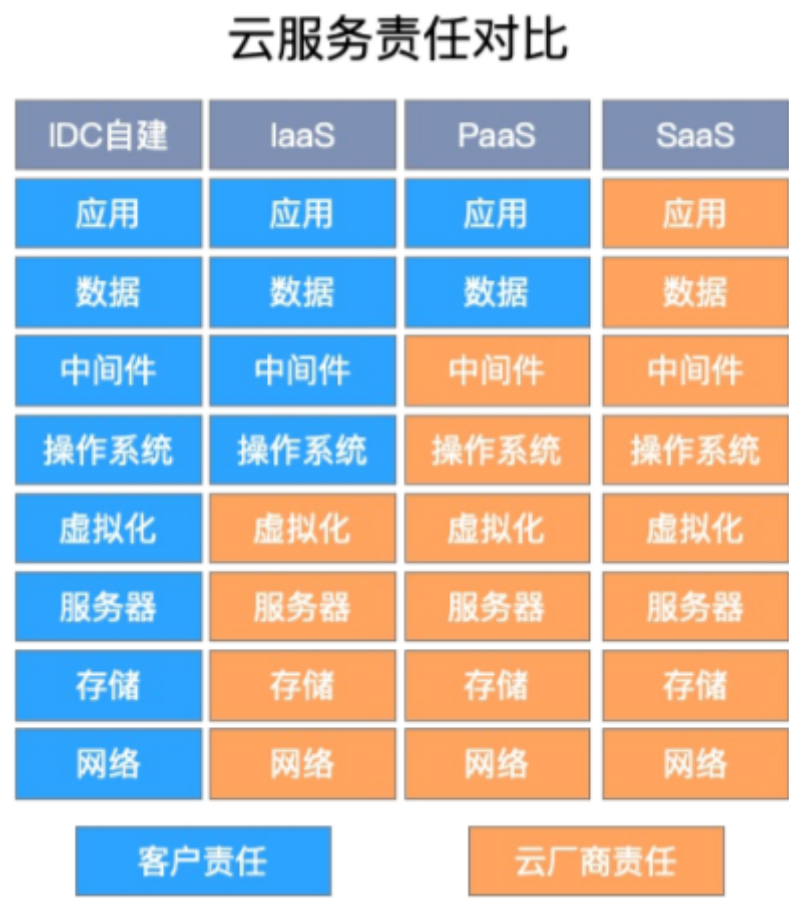 云服务责任对比
IDC自建 IaaS PaaS SaaS
应用 应用 应用 应用
数据 数据 数据 数据
中间件 中间件 中间件 中间件
操作系统 操作系统 操作系统 操作系统
虚拟化 虚拟化 虚拟化 虚拟化
服务器 服务器 服务器 服务器
存储 存储 存储 存储
网络 网络 网络 网络
客户责任 云厂商责任